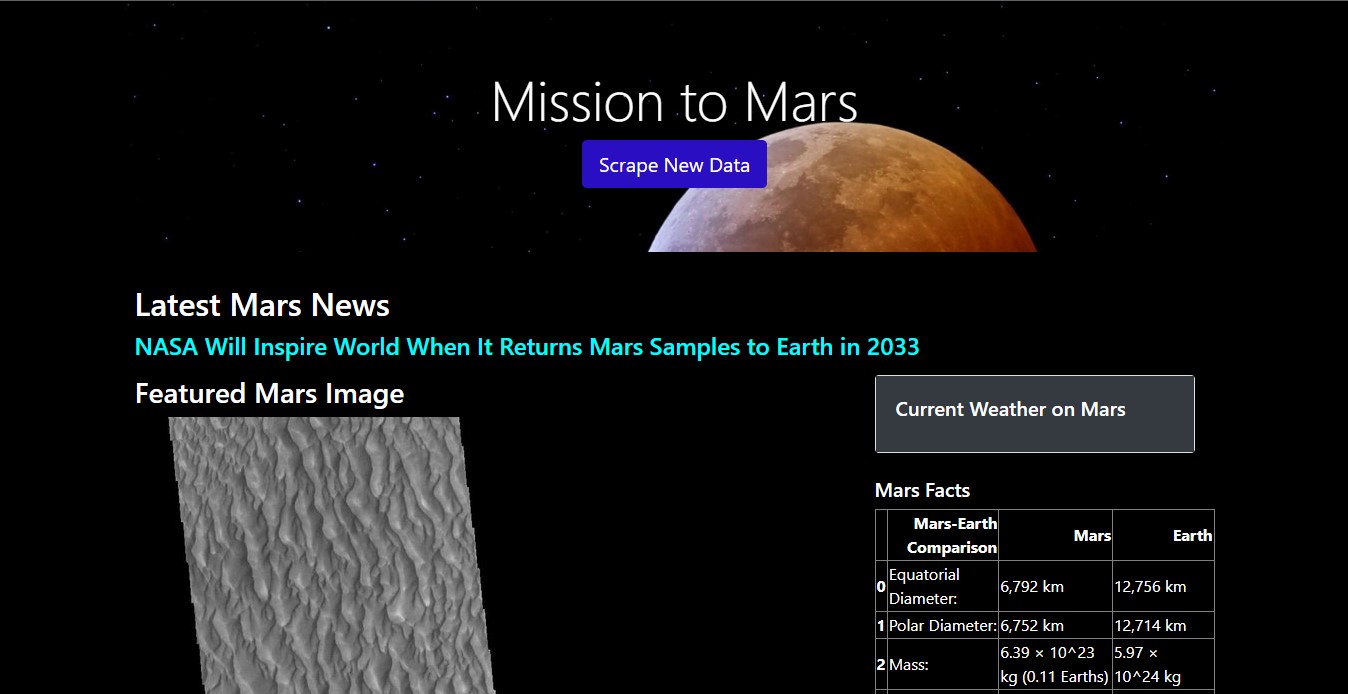 Mission to Mars
Scrape New Data
Latest Mars News
NASA Will Inspire World When It Returns Mars Samples to Earth in 2033
Featured Mars Image
Current Weather on Mars
Mars Facts
Mars-Earth
Comparison
Mars
Earth
0
Equatorial
Diameter:
6,792 km
12,756 km
1
Polar Diameter:
6,752 km
12,714 km
2
Mass:
6.39 × 10^23
kg (0.11 Earths)
5.97 ×
10^24 kg